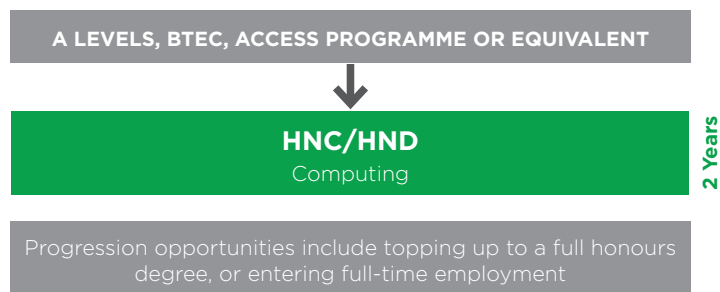 A LEVELS, BTEC, ACCESS PROGRAMME OR EQUIVALENT
HNC/HND
Computing
2 Years
Progression opportunities include topping up to a full honours
degree, or entering full-time employment